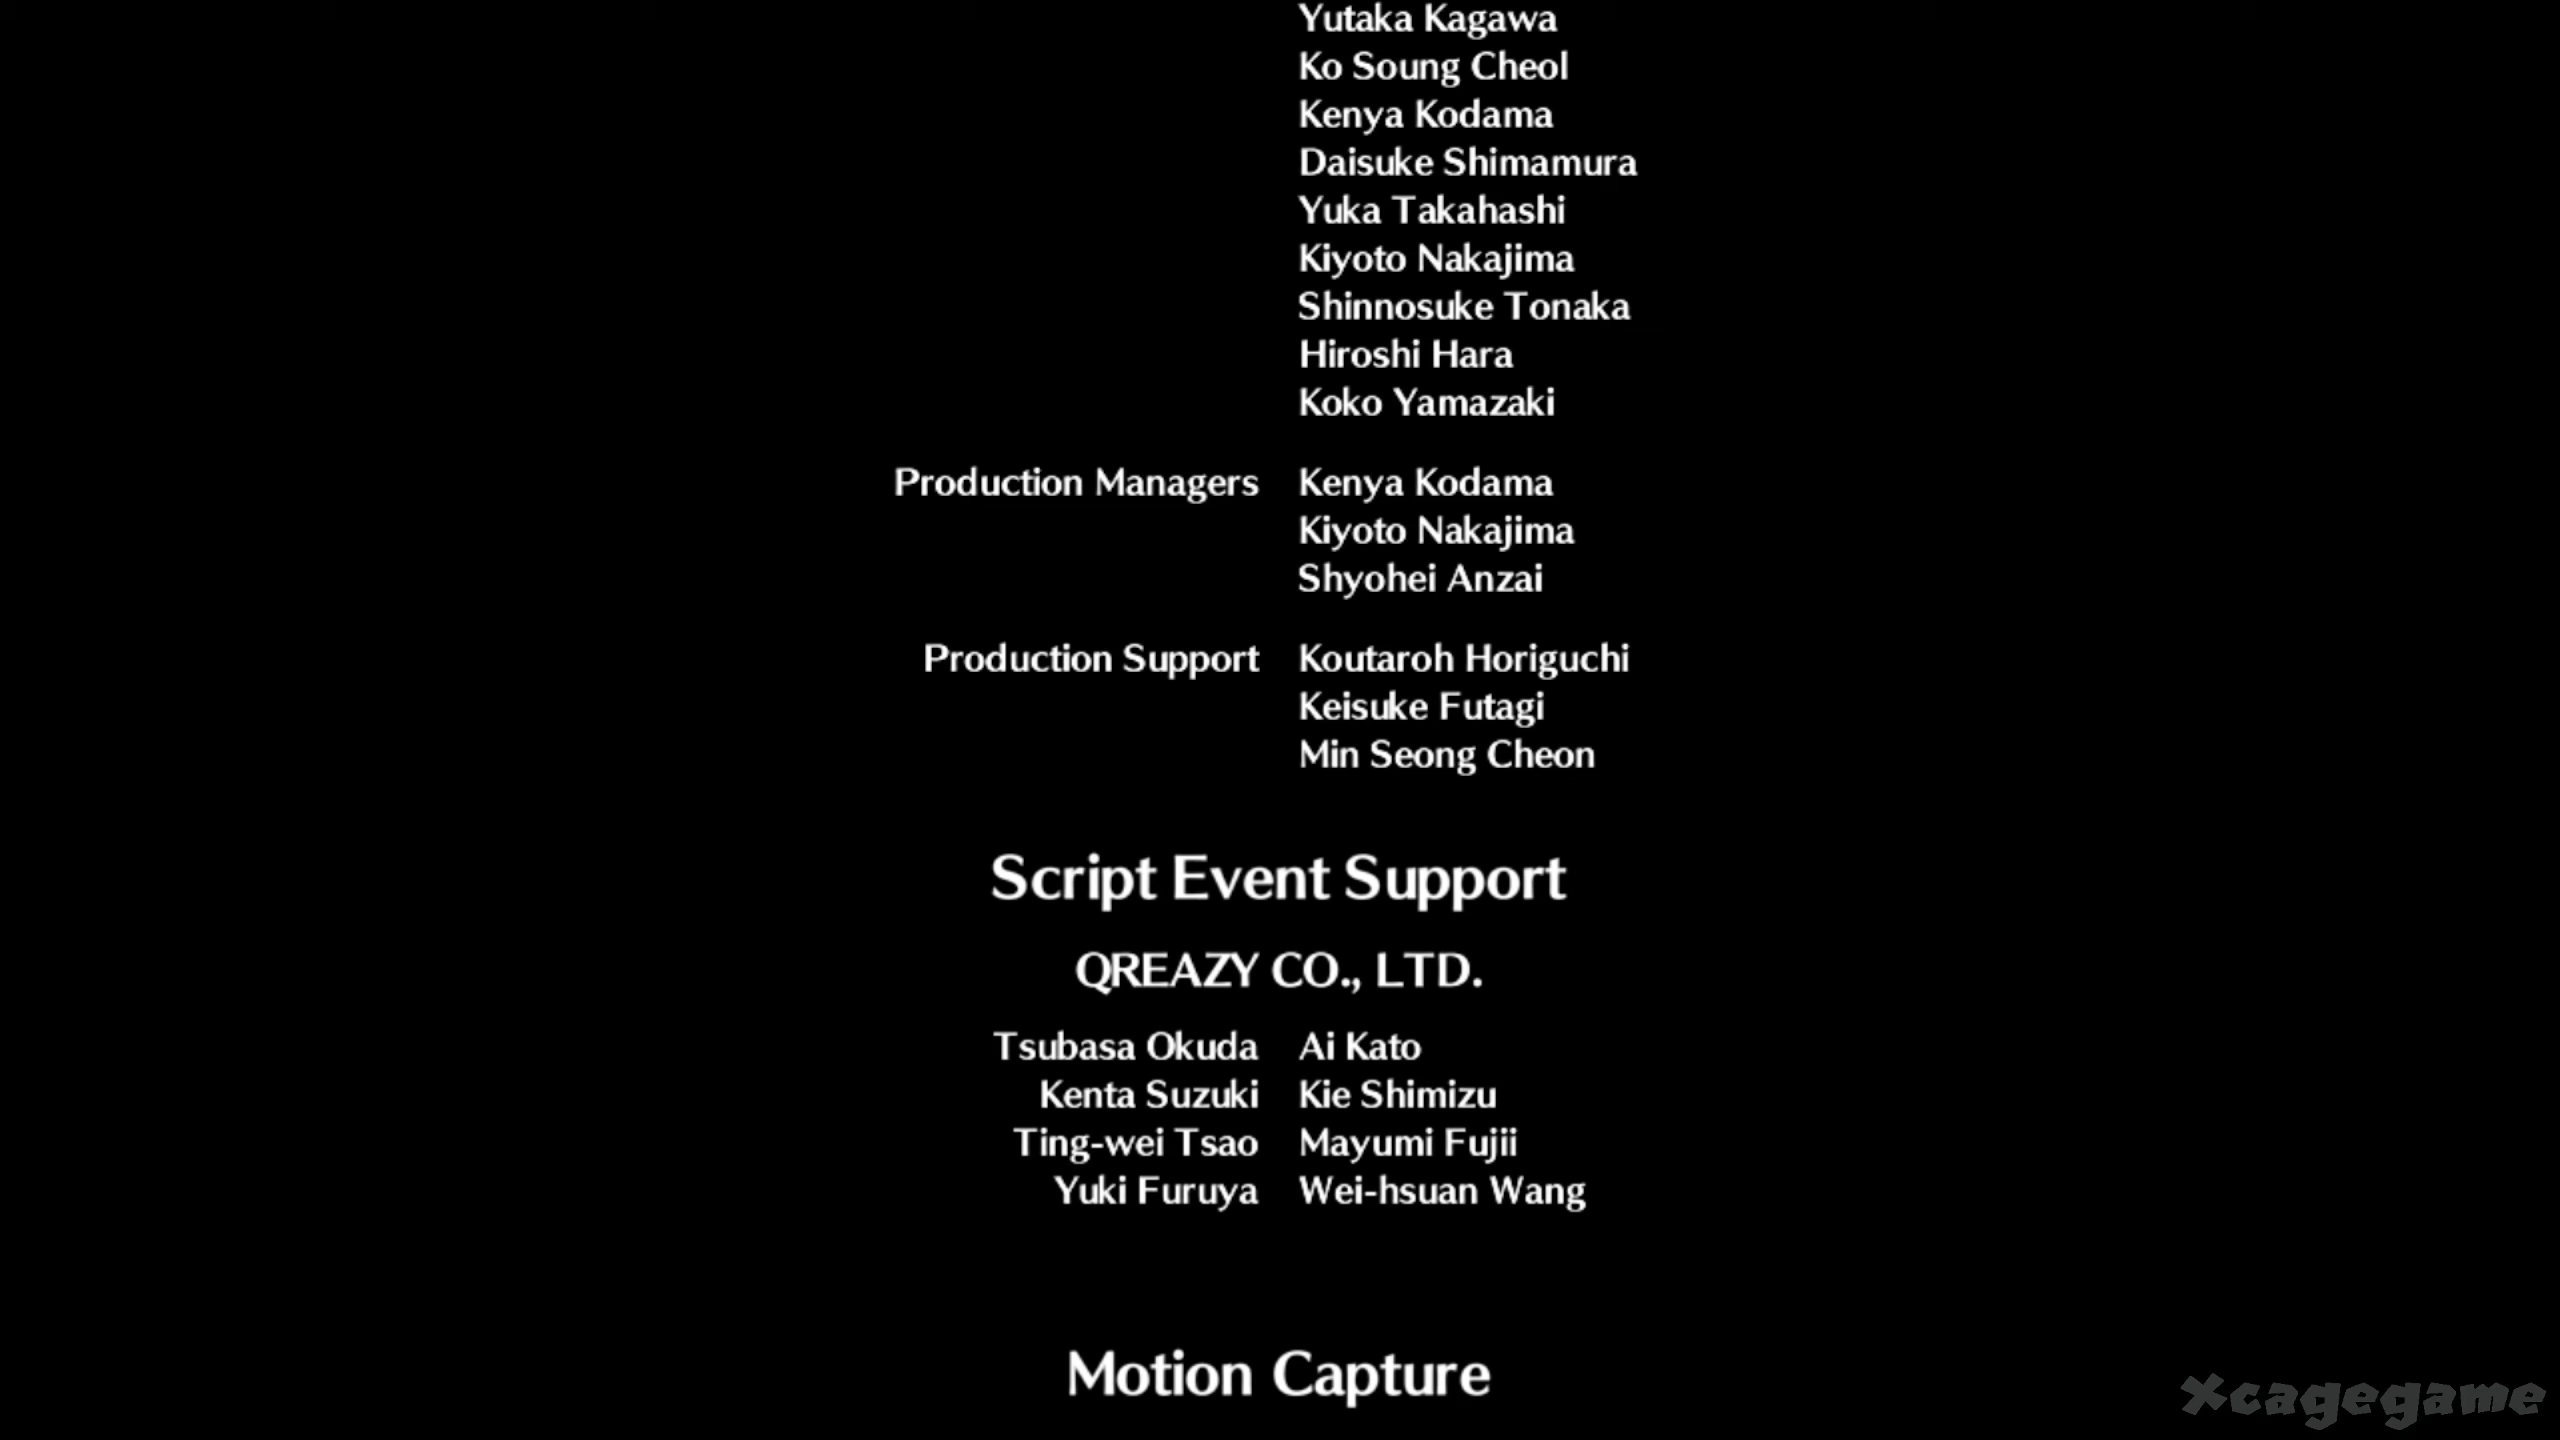 Yutaka Kagawa
Ko Soung Cheol
Kenya Kodama
Daisuke Shimamura
Yuka Takahashi
Kiyoto Nakajima
Shinnosuke Tonaka
Hiroshi Hara
Koko Yamazaki
Production Managers Kenya Kodama
Kiyoto Nakajima
Shyohei Anzai
Production Support Koutaroh Horiguchi
Keisuke Futagi
Min Seong Cheon
Script Event Support
QREAZY CO., LTD.
Tsubasa Okuda Ai Kato
Kenta Suzuki Kie Shimizu
Ting-wei Tsao Mayumi Fujii
Yuki Furuya Wei-hsuan Wang
Motion Capture
Xcagegame